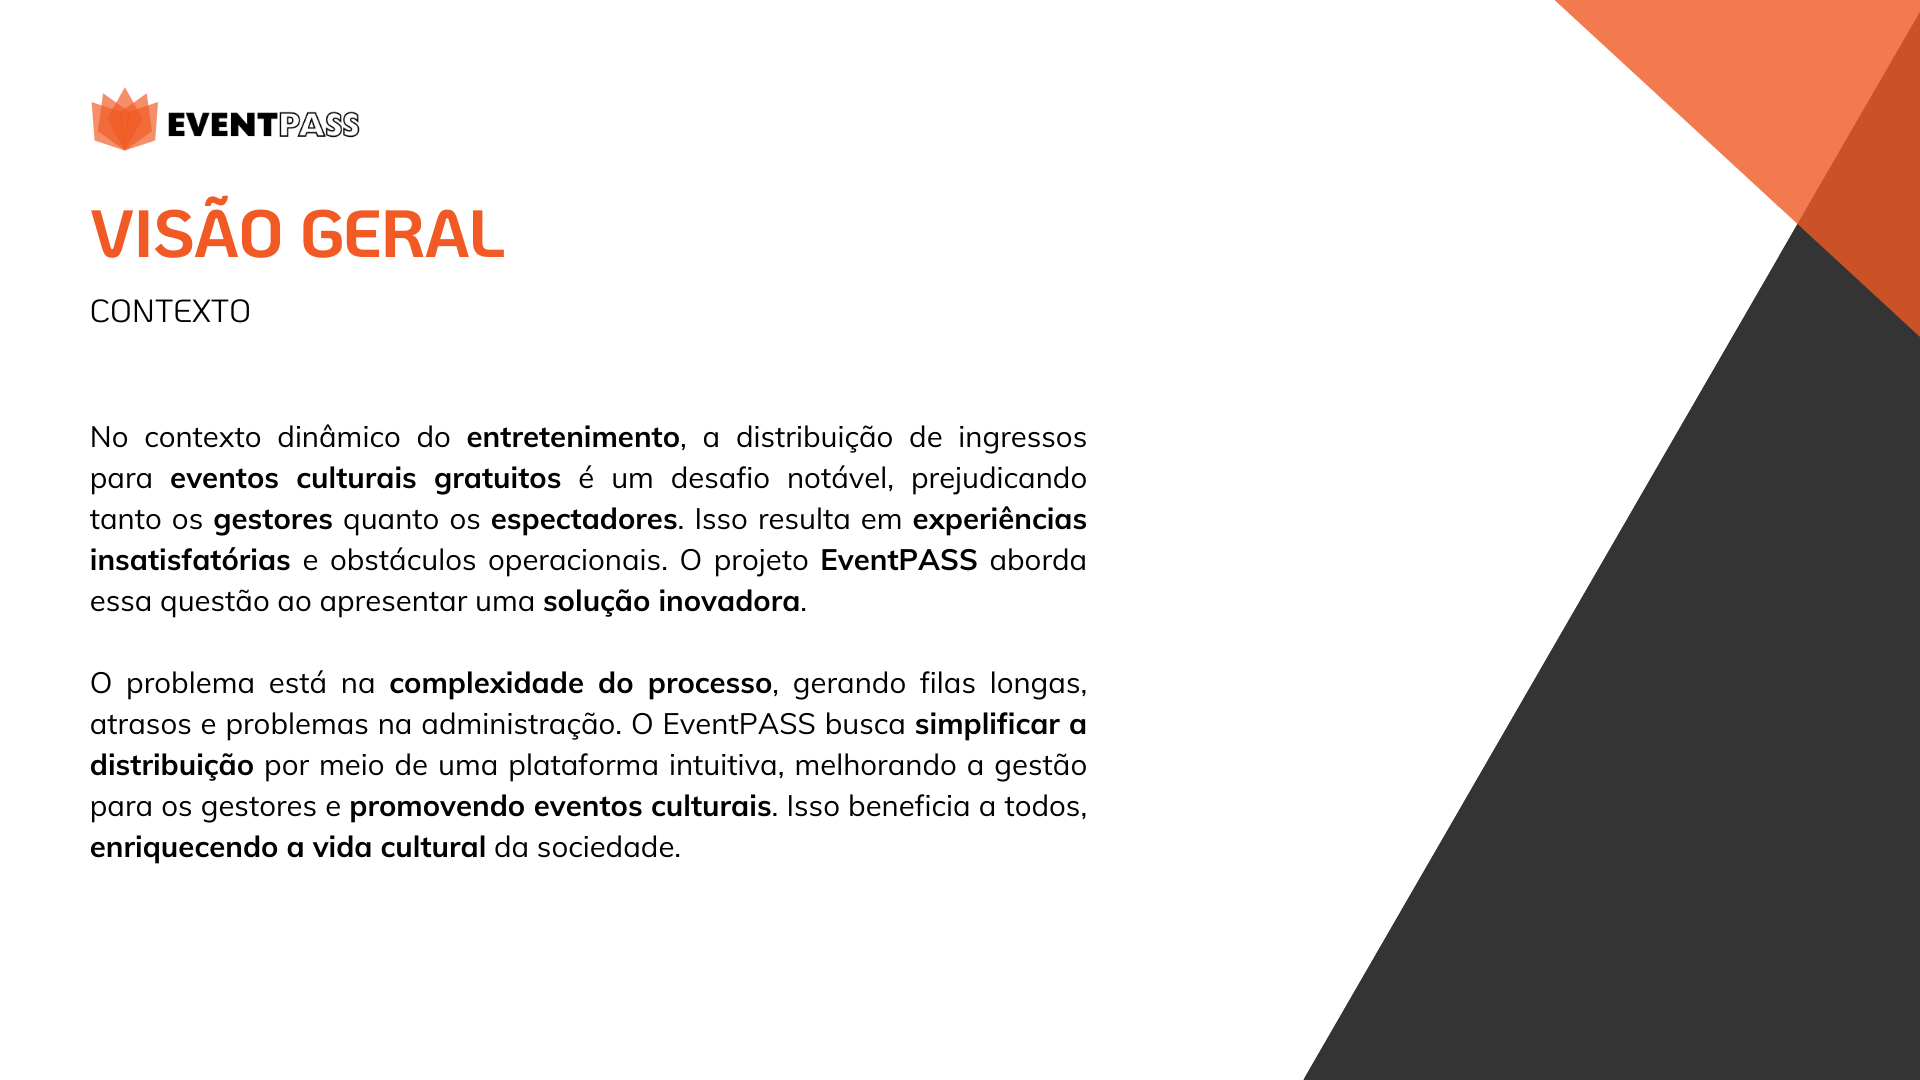 EVENTPASS
VISÃO GERAL
CONTEXTO
No contexto dinâmico do entretenimento, a distribuição de ingressos
para eventos culturais gratuitos é um desafio notável, prejudicando
tanto os gestores quanto os espectadores. Isso resulta em experiências
insatisfatórias e obstáculos operacionais. O projeto EventPASS aborda
essa questão ao apresentar uma solução inovadora.
O problema está na complexidade do processo, gerando filas longas,
atrasos e problemas na administração. O EventPASS busca simplificar a
distribuição por meio de uma plataforma intuitiva, melhorando a gestão
para os gestores e promovendo eventos culturais. Isso beneficia a todos,
enriquecendo a vida cultural da sociedade.